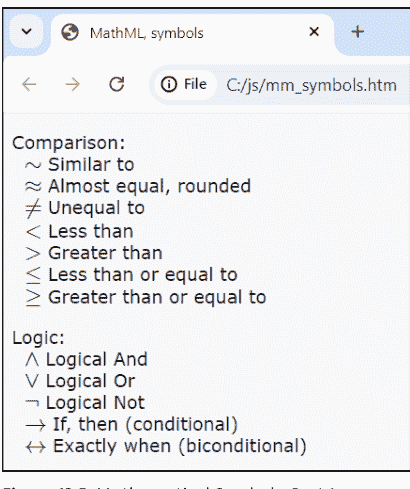 MathML, symbols
File C:/js/mm_symbols.htm
Comparison:
∼ Similar to
≈ Almost equal, rounded
≠ Unequal to
< Less than
> Greater than
≤ Less than or equal to
≥ Greater than or equal to
Logic:
∧ Logical And
∨ Logical Or
¬ Logical Not
→ If, then (conditional)
↔ Exactly when (biconditional)